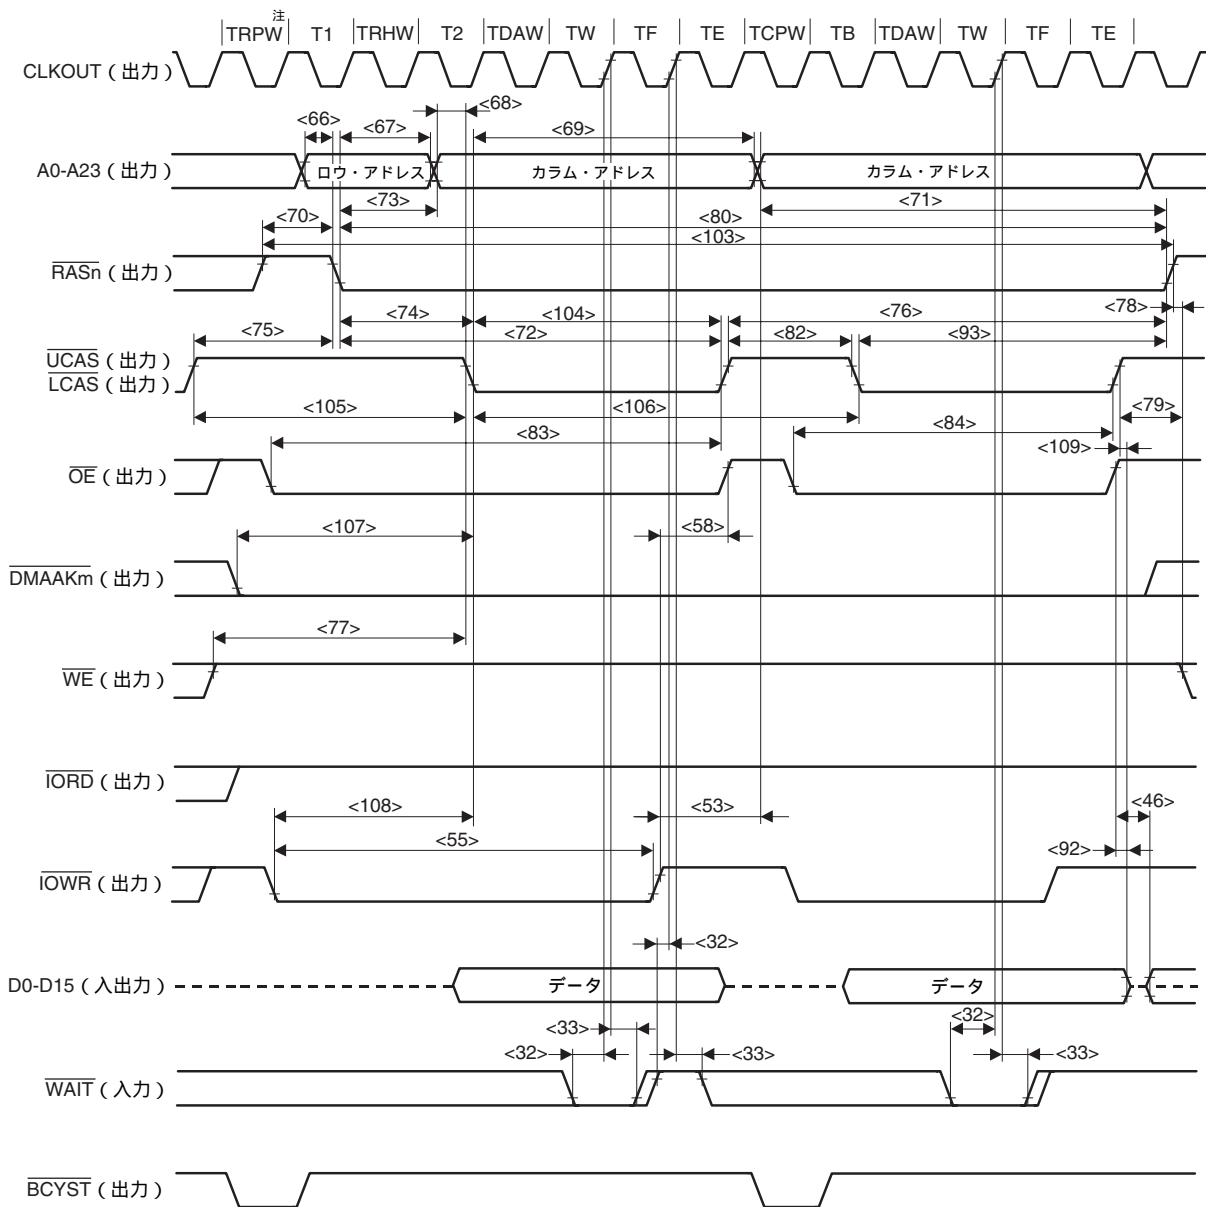 注
TRPW T1 TRHW T2 TDAW TW TF TE TCPW TB TDAW TW TF TE
CLKOUT（出力）
<68>
<66> <67> <69>
A0-A23（出力） ロウ・アドレス カラム・アドレス カラム・アドレス
<73> <71>
<70> <80>
<103>
RASn（出力）
<78>
<74> <104> <76>
<75> <72> <82> <93>
UCAS（出力）
LCAS（出力）
<105> <106> <79>
<83> <84>
<109>
OE（出力）
<107> <58>
DMAAKm（出力）
<77>
WE（出力）
IORD（出力）
<108> <53> <46>
<55> <92>
IOWR（出力）
<32>
D0-D15（入出力） データ データ
<33> <32>
<32> <33> <33>
WAIT（入力）
BCYST（出力）